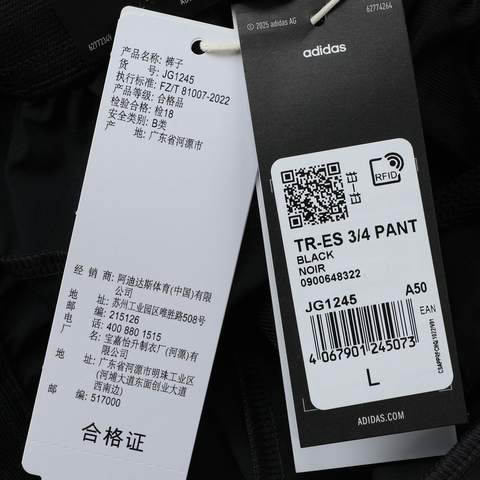 62772343
产品名称: 裤子
货 号: JG1245
执行标准: FZ/T 81007-2022
产品等级: 合格品
检验合格: 检18
安全类别: B类
产 地: 广东省河源市
经 销 商: 阿迪达斯体育(中国)有限
公司
地 址: 苏州工业园区唯胜路508号
邮 编: 215126
电 话: 400 880 1515
厂 名: 宝嘉怡升制衣厂(河源)有
限公司
地 址: 广东省河源市明珠工业区
(河埔大道东面创业大道
西南边)
邮 编: 517000
合格证
© 2025 adidas AG
62774264
adidas
RFID
TR-ES 3/4 PANT
BLACK
NOIR
0900648322
JG1245
A50
EAN
4 067901 245073
L
ADIDAS.COM